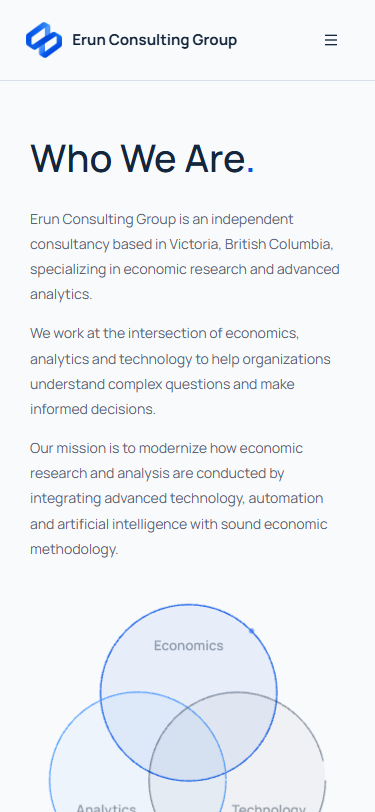 Erun Consulting Group
Who We Are.
Erun Consulting Group is an independent
consultancy based in Victoria, British Columbia,
specializing in economic research and advanced
analytics.
We work at the intersection of economics,
analytics and technology to help organizations
understand complex questions and make
informed decisions.
Our mission is to modernize how economic
research and analysis are conducted by
integrating advanced technology, automation
and artificial intelligence with sound economic
methodology.
Economics
Analytics
Technology